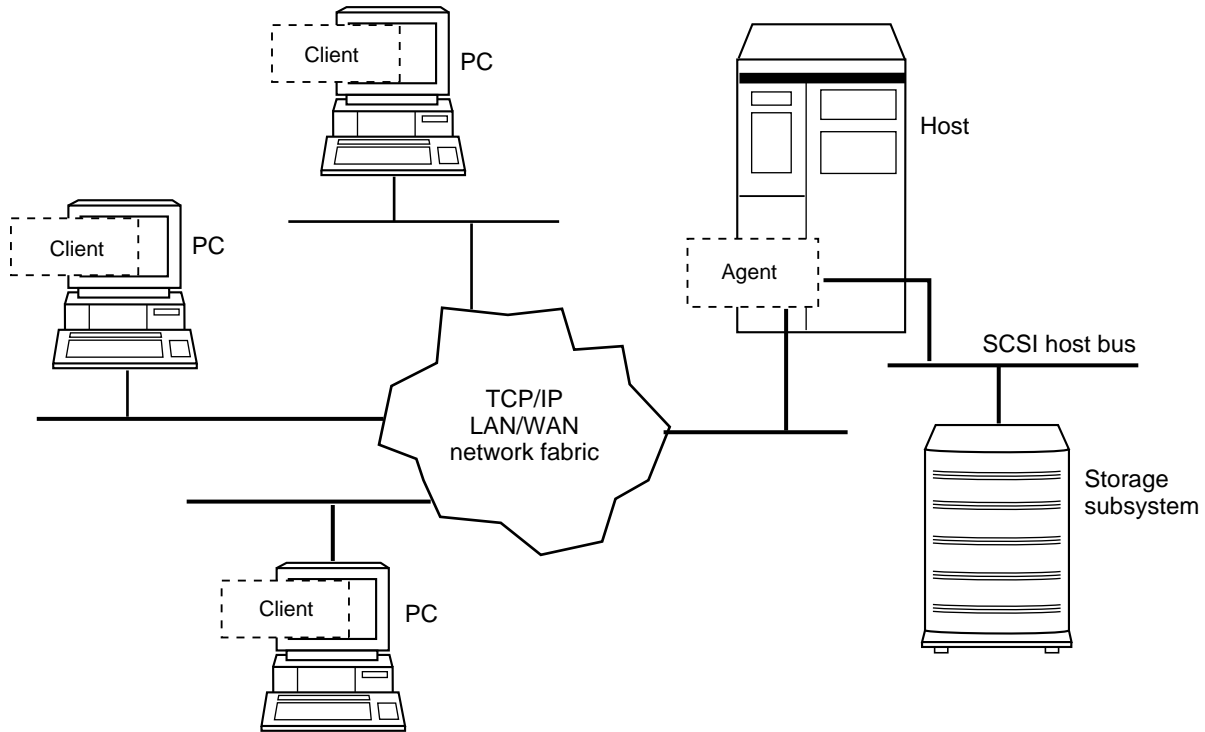 Client
PC
Host
Client
PC
Agent
SCSI host bus
TCP/IP
LAN/WAN
network fabric
Storage
subsystem
Client
PC